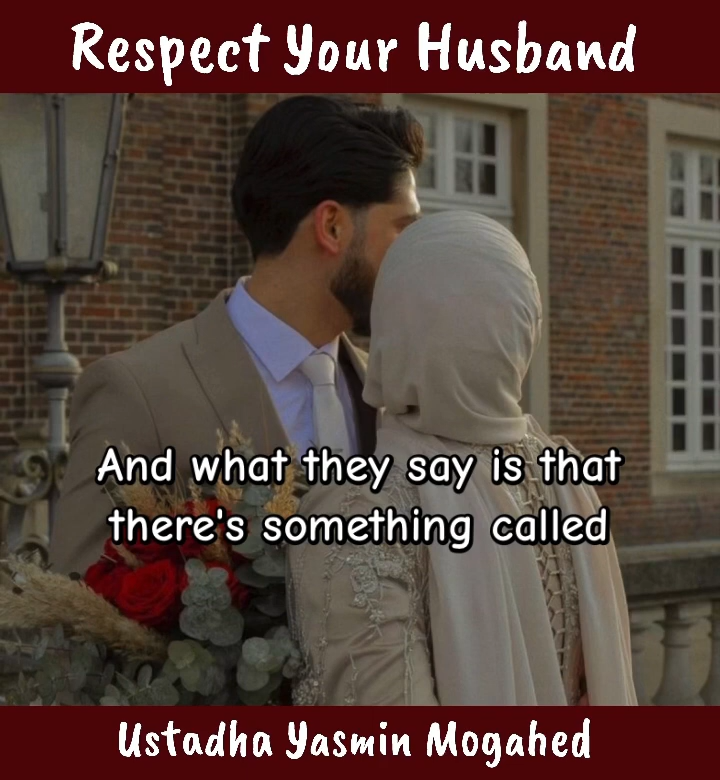 Respect Your Husband
And what they say is that
there's something called
Ustadha Yasmin Mogahed